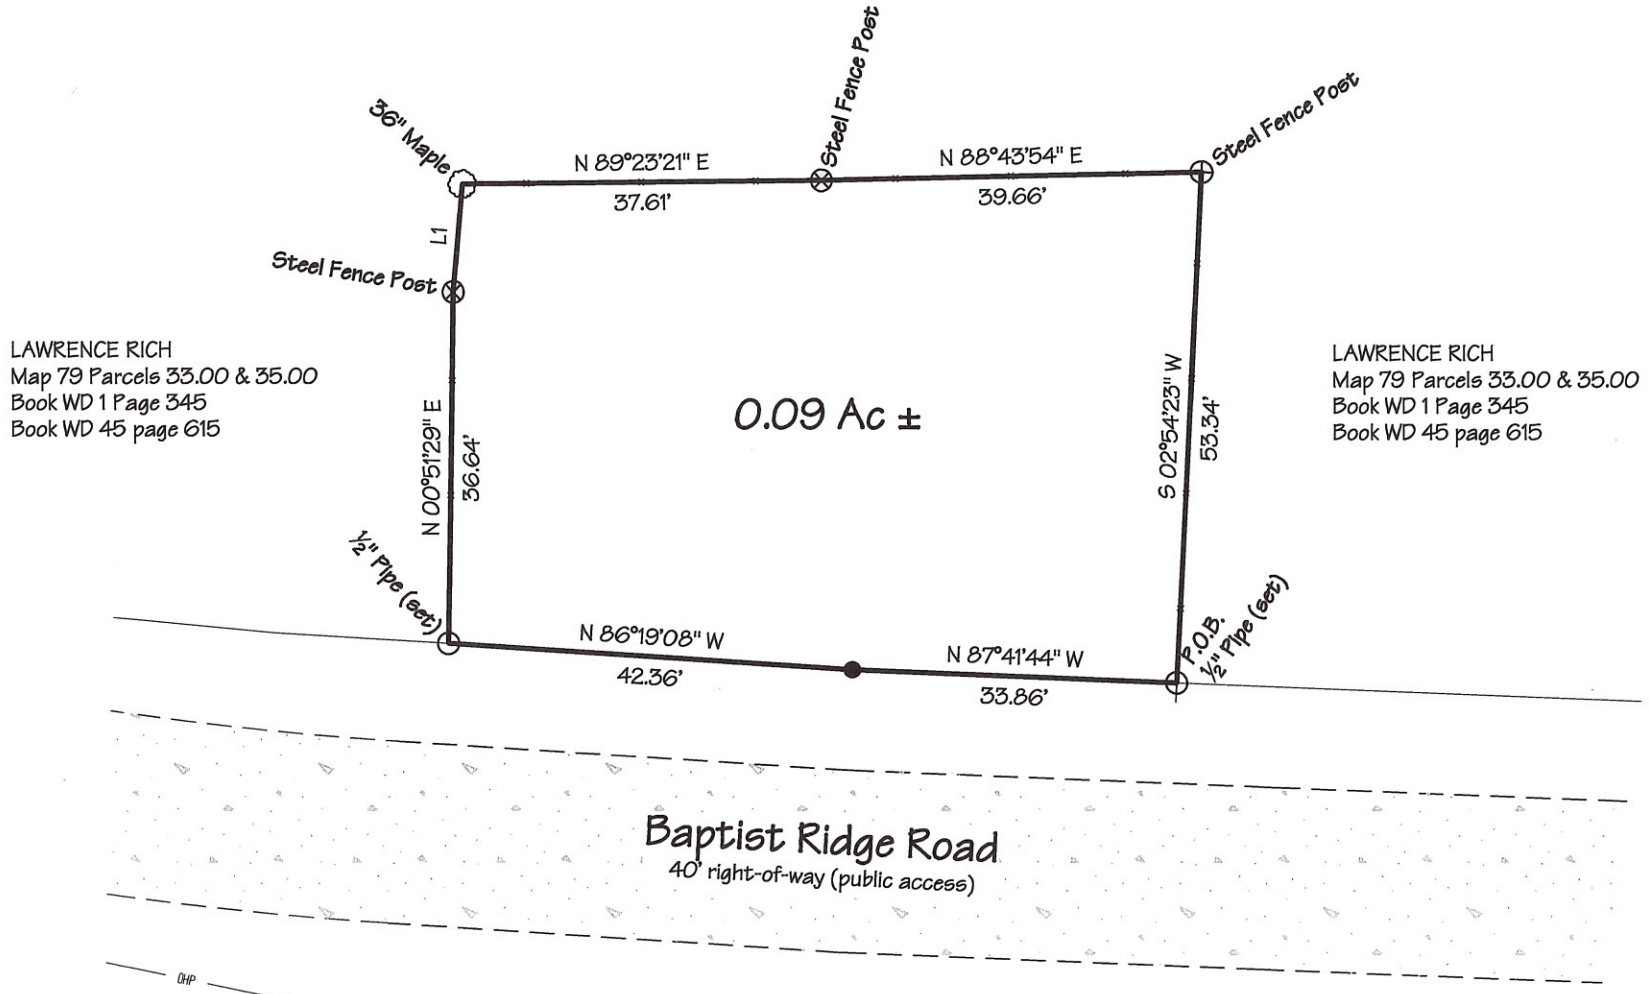 Steel Fence Post
36" Maple
Steel Fence Post
N 89°23'21" E
N 88°43'54" E
37.61'
39.66'
L1
Steel Fence Post
LAWRENCE RICH
Map 79 Parcels 33.00 & 35.00
Book WD 1 Page 345
Book WD 45 page 615
LAWRENCE RICH
Map 79 Parcels 33.00 & 35.00
Book WD 1 Page 345
Book WD 45 page 615
0.09 Ac ±
N 00°51'29" E
36.64'
S 02°54'23" W
53.34'
½" Pipe (set)
P.O.B.
½" Pipe (set)
N 86°19'08" W
42.36'
N 87°41'44" W
33.86'
Baptist Ridge Road
40' right-of-way (public access)
OHP